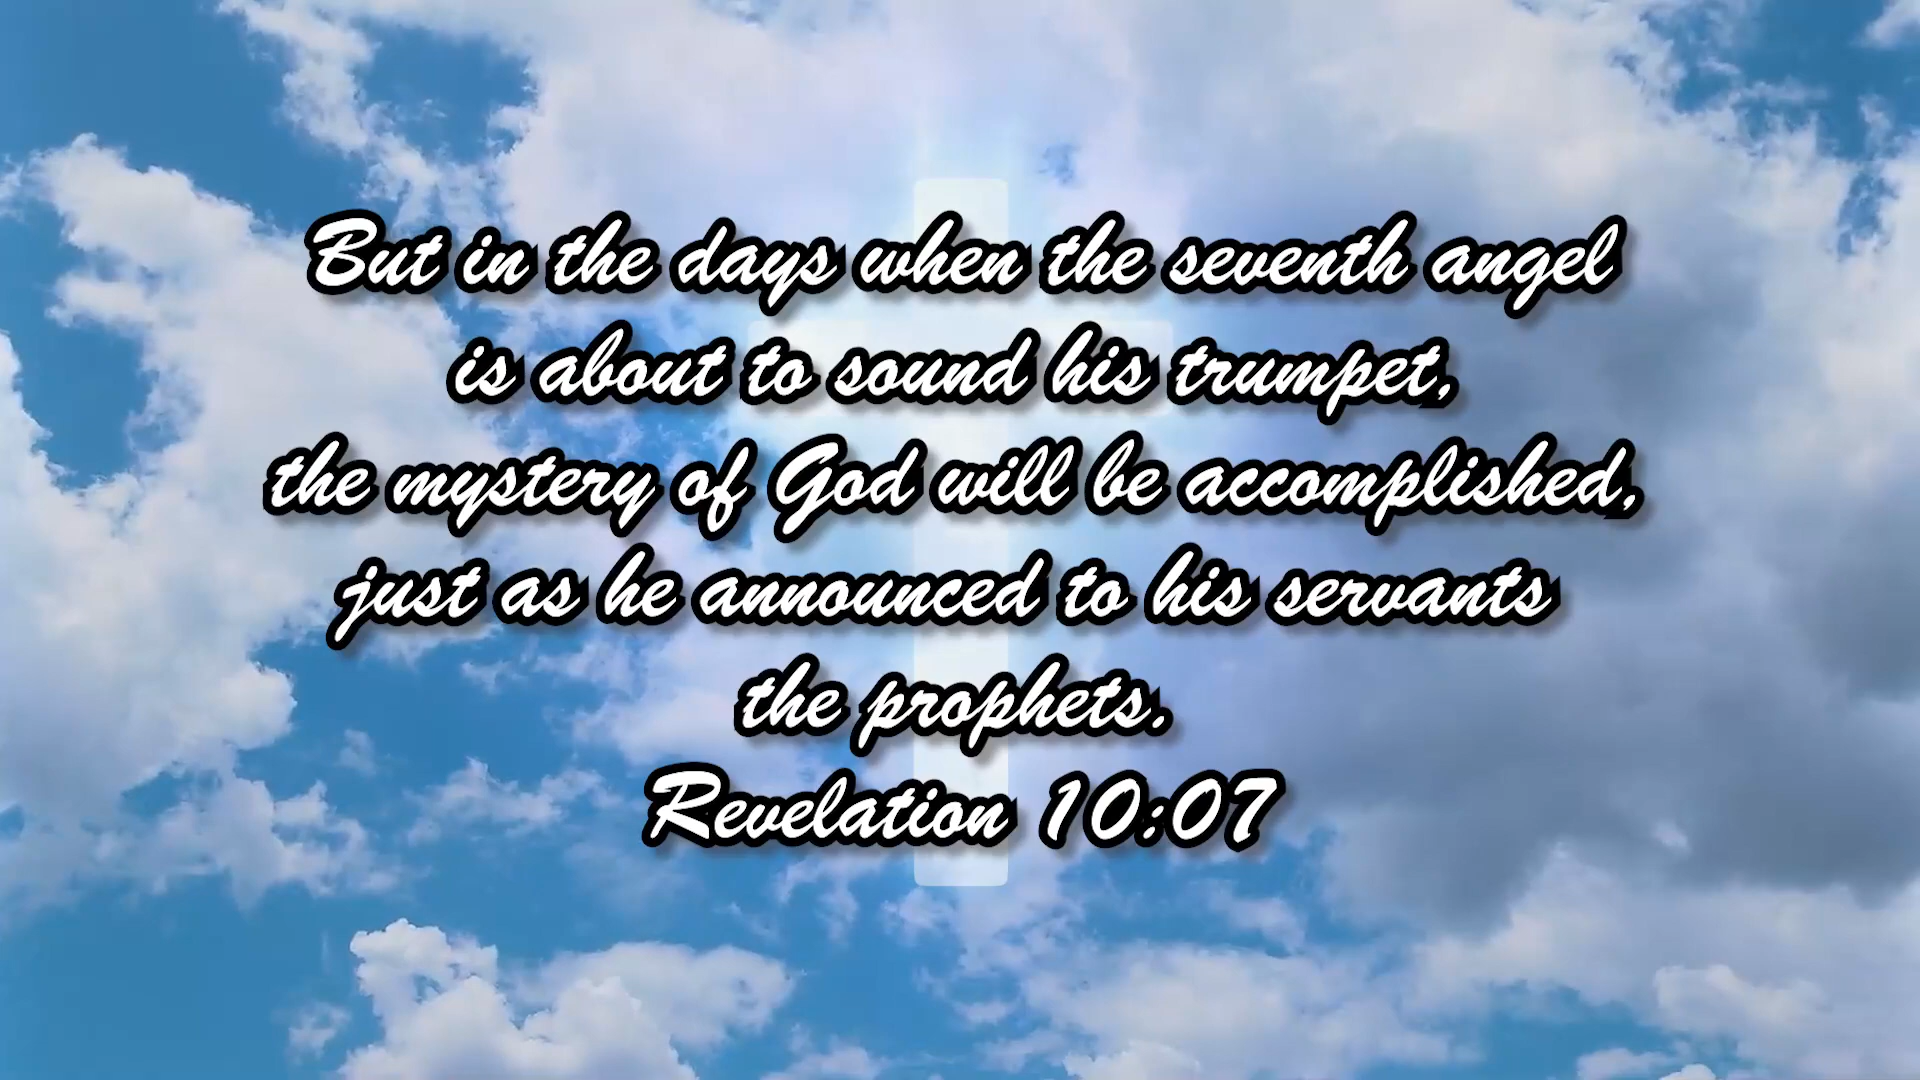 But in the days when the seventh angel
is about to sound his trumpet,
the mystery of God will be accomplished,
just as he announced to his servants
the prophets.
Revelation 10:07